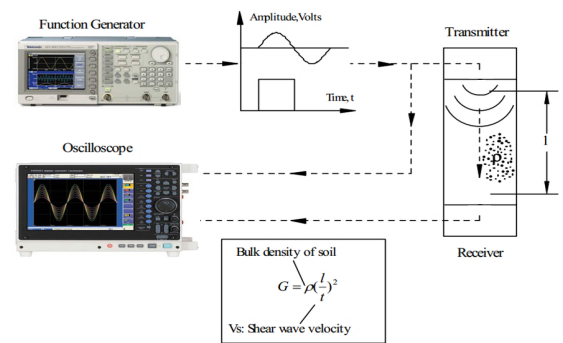 Function Generator
Amplitude,Volts
Transmitter
Time, t
ρ
l
Oscilloscope
Receiver
Bulk density of soil
G = ρ(l/t)²
Vs: Shear wave velocity